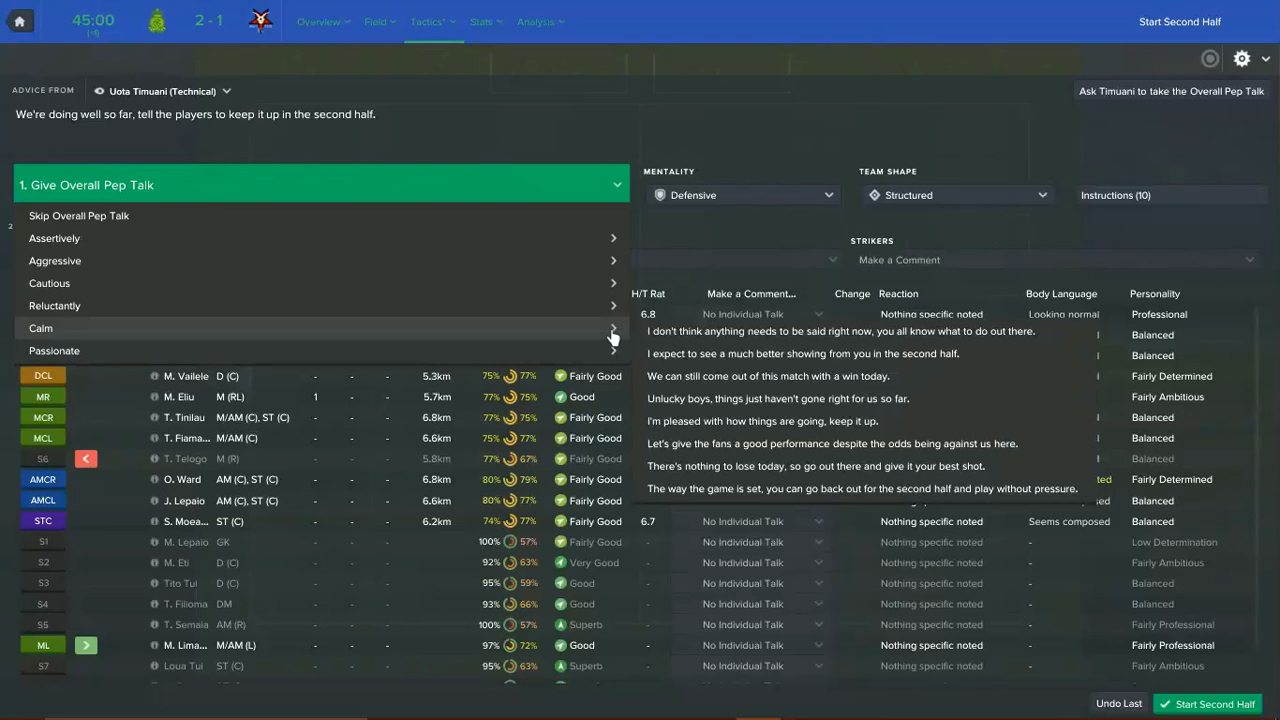 45:00 2 - 1 Overview Field Tactics* Stats Analysis Start Second Half
(+1)
ADVICE FROM Uota Timuani (Technical) Ask Timuani to take the Overall Pep Talk
We're doing well so far, tell the players to keep it up in the second half.
1. Give Overall Pep Talk
MENTALITY TEAM SHAPE
Defensive Structured Instructions (10)
Skip Overall Pep Talk
2
Assertively
STRIKERS
Aggressive Make a Comment
Cautious
H/T Rat Make a Comment... Change Reaction Body Language Personality
Reluctantly
6.8 No Individual Talk Nothing specific noted Looking normal Professional
Calm
I don't think anything needs to be said right now, you all know what to do out there. Balanced
Passionate
I expect to see a much better showing from you in the second half. Balanced
DCL M. Vailele D (C) - - - 5.3km 75% 77% Fairly Good We can still come out of this match with a win today. Fairly Determined
MR M. Eliu M (RL) 1 - - 5.7km 77% 75% Good Unlucky boys, things just haven't gone right for us so far. Fairly Ambitious
MCR T. Tinilau M/AM (C), ST (C) - - - 6.8km 77% 75% Fairly Good I'm pleased with how things are going, keep it up. Balanced
MCL T. Fiama... M/AM (C) - - - 6.6km 75% 77% Fairly Good Let's give the fans a good performance despite the odds being against us here. Balanced
S6 T. Telogo M (R) - - - 5.8km 77% 67% Fairly Good There's nothing to lose today, so go out there and give it your best shot. Balanced
AMCR O. Ward AM (C), ST (C) - - - 6.8km 80% 79% Fairly Good The way the game is set, you can go back out for the second half and play without pressure. Fairly Determined
AMCL J. Lepaio AM (C), ST (C) - - - 6.6km 80% 77% Fairly Good Balanced
STC S. Moea... ST (C) - - - 6.2km 74% 77% Fairly Good 6.7 No Individual Talk Nothing specific noted Seems composed Balanced
S1 M. Lepaio GK - - - - 100% 57% Fairly Good - No Individual Talk Nothing specific noted - Low Determination
S2 M. Eti D (C) - - - - 92% 63% Very Good - No Individual Talk Nothing specific noted - Fairly Ambitious
S3 Tito Tui D (C) - - - - 95% 59% Good - No Individual Talk Nothing specific noted - Balanced
S4 T. Filioma DM - - - - 93% 66% Good - No Individual Talk Nothing specific noted - Balanced
S5 T. Semaia AM (R) - - - - 100% 57% Superb - No Individual Talk Nothing specific noted - Fairly Professional
ML M. Lima... M/AM (L) - - - - 97% 72% Good - No Individual Talk Nothing specific noted - Fairly Professional
S7 Loua Tui ST (C) - - - - 95% 63% Superb - No Individual Talk Nothing specific noted - Fairly Ambitious
Undo Last Start Second Half